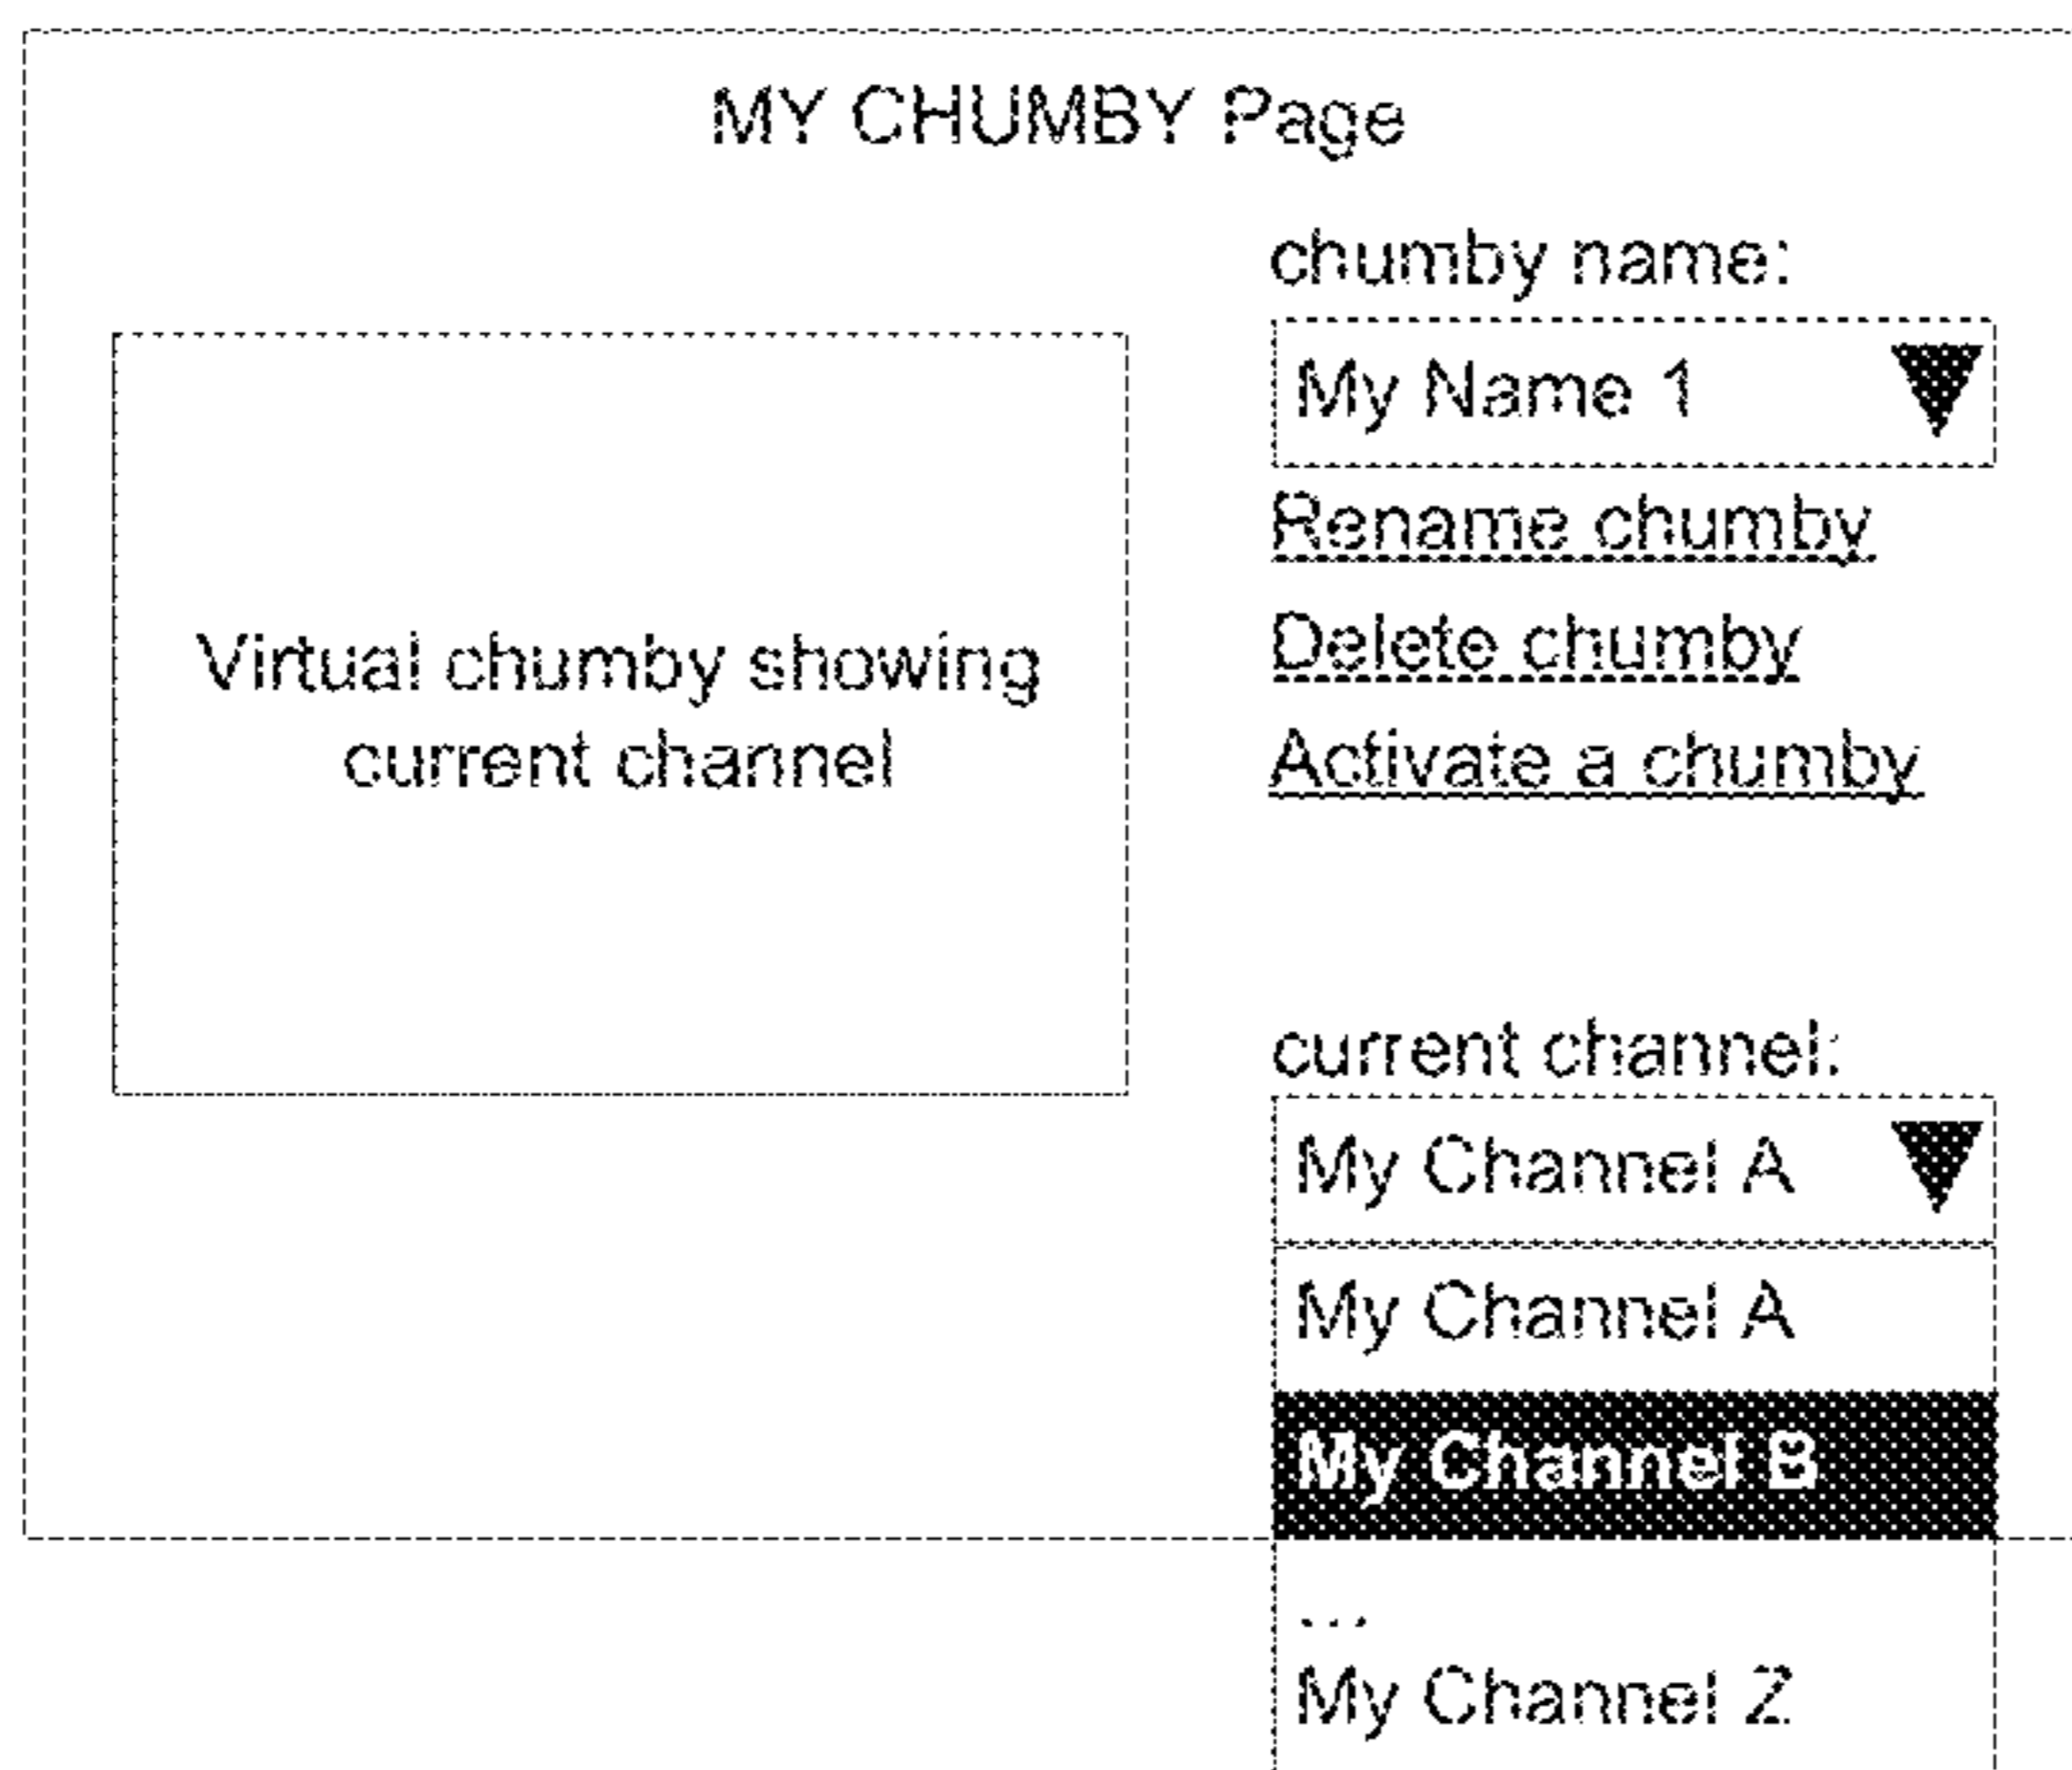 MY CHUMBY Page
chumby name:
My Name 1
Rename chumby
Delete chumby
Activate a chumby
Virtual chumby showing
current channel
current channel:
My Channel A
My Channel A
My Channel B
...
My Channel Z